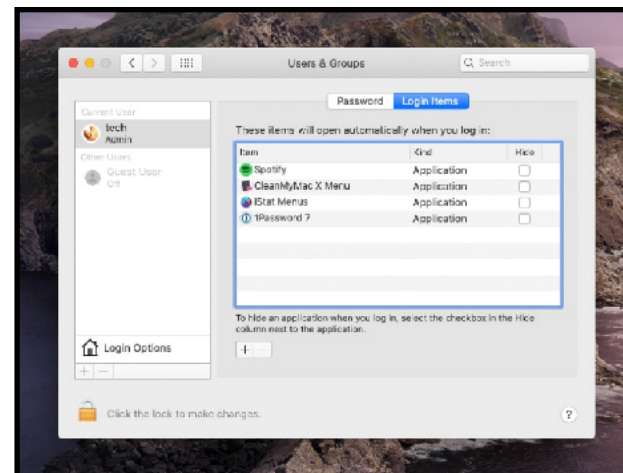 Users & Groups
Search
Current User
tech
Admin
Other Users
Guest User
Off
Login Options
Password
Login Items
These items will open automatically when you log in:
Item Kind Hide
Spotify Application
CleanMyMac X Menu Application
iStat Menus Application
1Password 7 Application
To hide an application when you log in, select the checkbox in the Hide
column next to the application.
+ −
+ −
Click the lock to make changes.
?